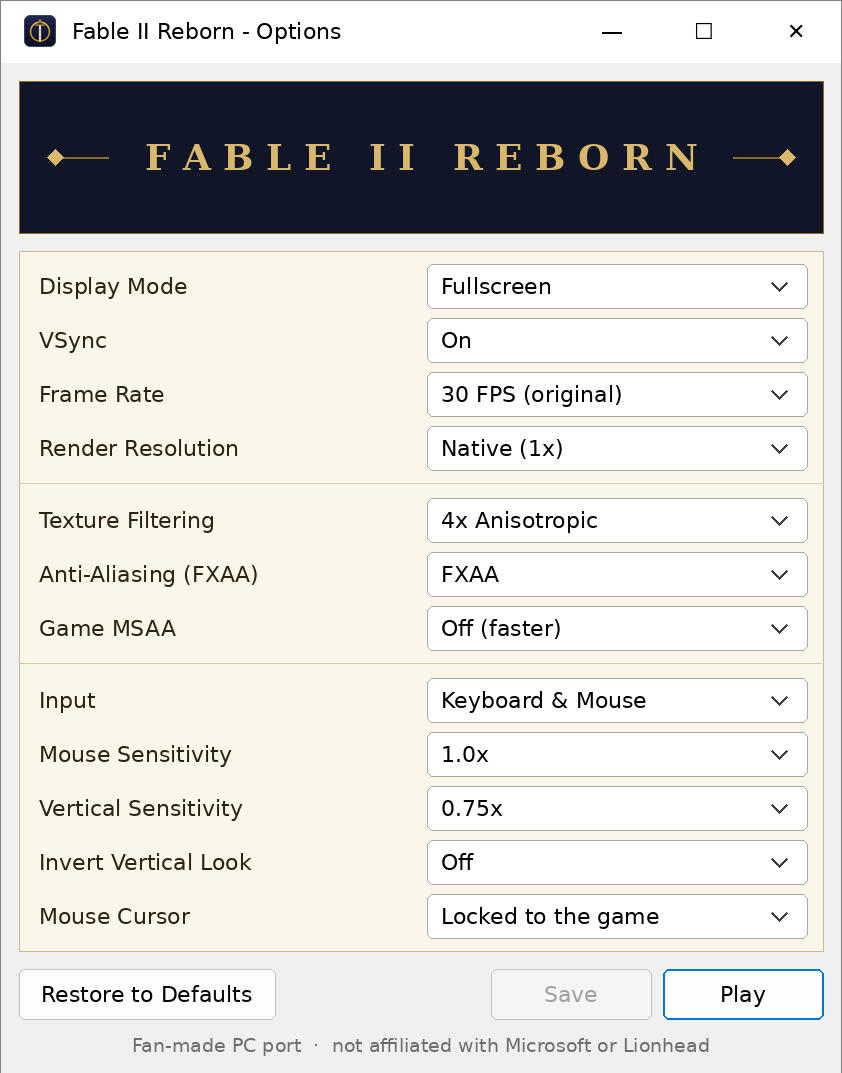 Fable II Reborn - Options
FABLE II REBORN
Display Mode Fullscreen
VSync On
Frame Rate 30 FPS (original)
Render Resolution Native (1x)
Texture Filtering 4x Anisotropic
Anti-Aliasing (FXAA) FXAA
Game MSAA Off (faster)
Input Keyboard & Mouse
Mouse Sensitivity 1.0x
Vertical Sensitivity 0.75x
Invert Vertical Look Off
Mouse Cursor Locked to the game
Restore to Defaults Save Play
Fan-made PC port · not affiliated with Microsoft or Lionhead